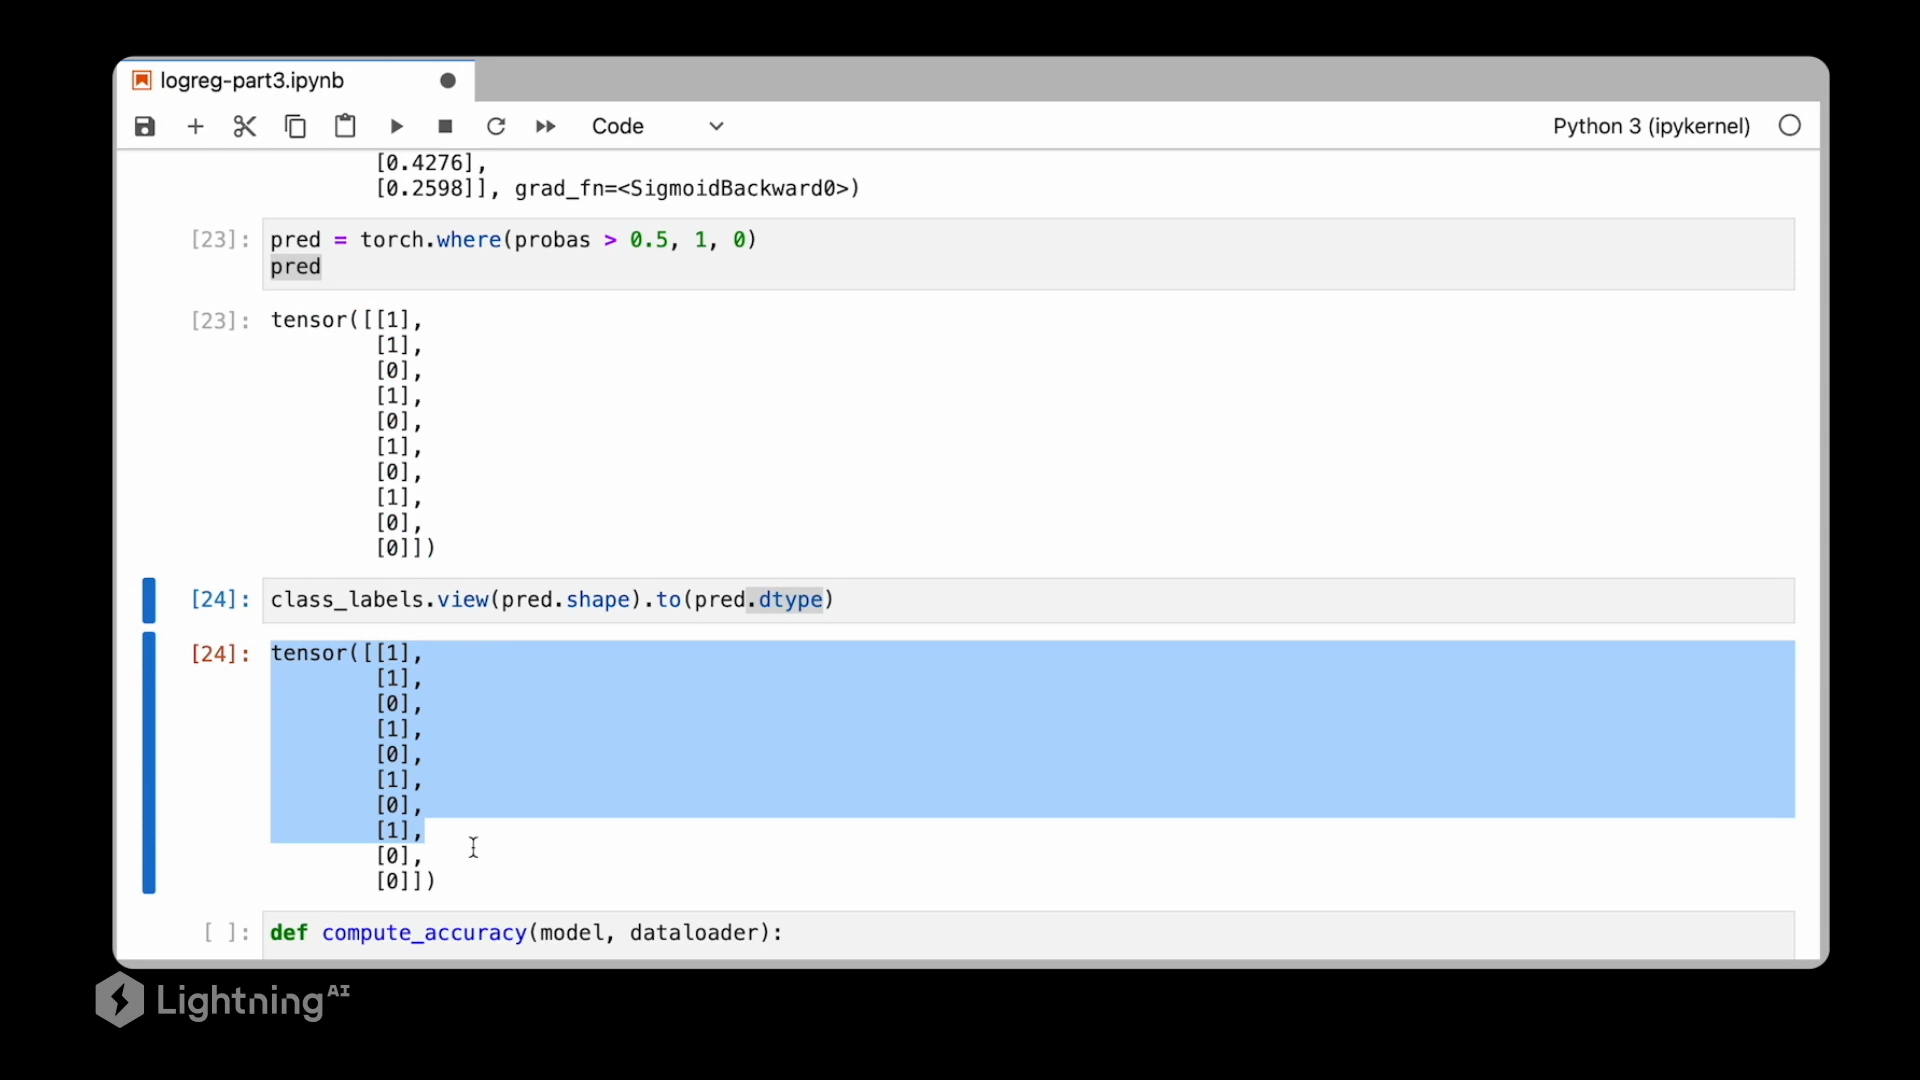 logreg-part3.ipynb
Code
Python 3 (ipykernel)
[0.4276],
[0.2598]], grad_fn=<SigmoidBackward0>)
[23]: pred = torch.where(probas > 0.5, 1, 0)
pred
[23]: tensor([[1],
[1],
[0],
[1],
[0],
[1],
[0],
[1],
[0],
[0]])
[24]: class_labels.view(pred.shape).to(pred.dtype)
[24]: tensor([[1],
[1],
[0],
[1],
[0],
[1],
[0],
[1],
[0],
[0]])
[ ]: def compute_accuracy(model, dataloader):
Lightning AI